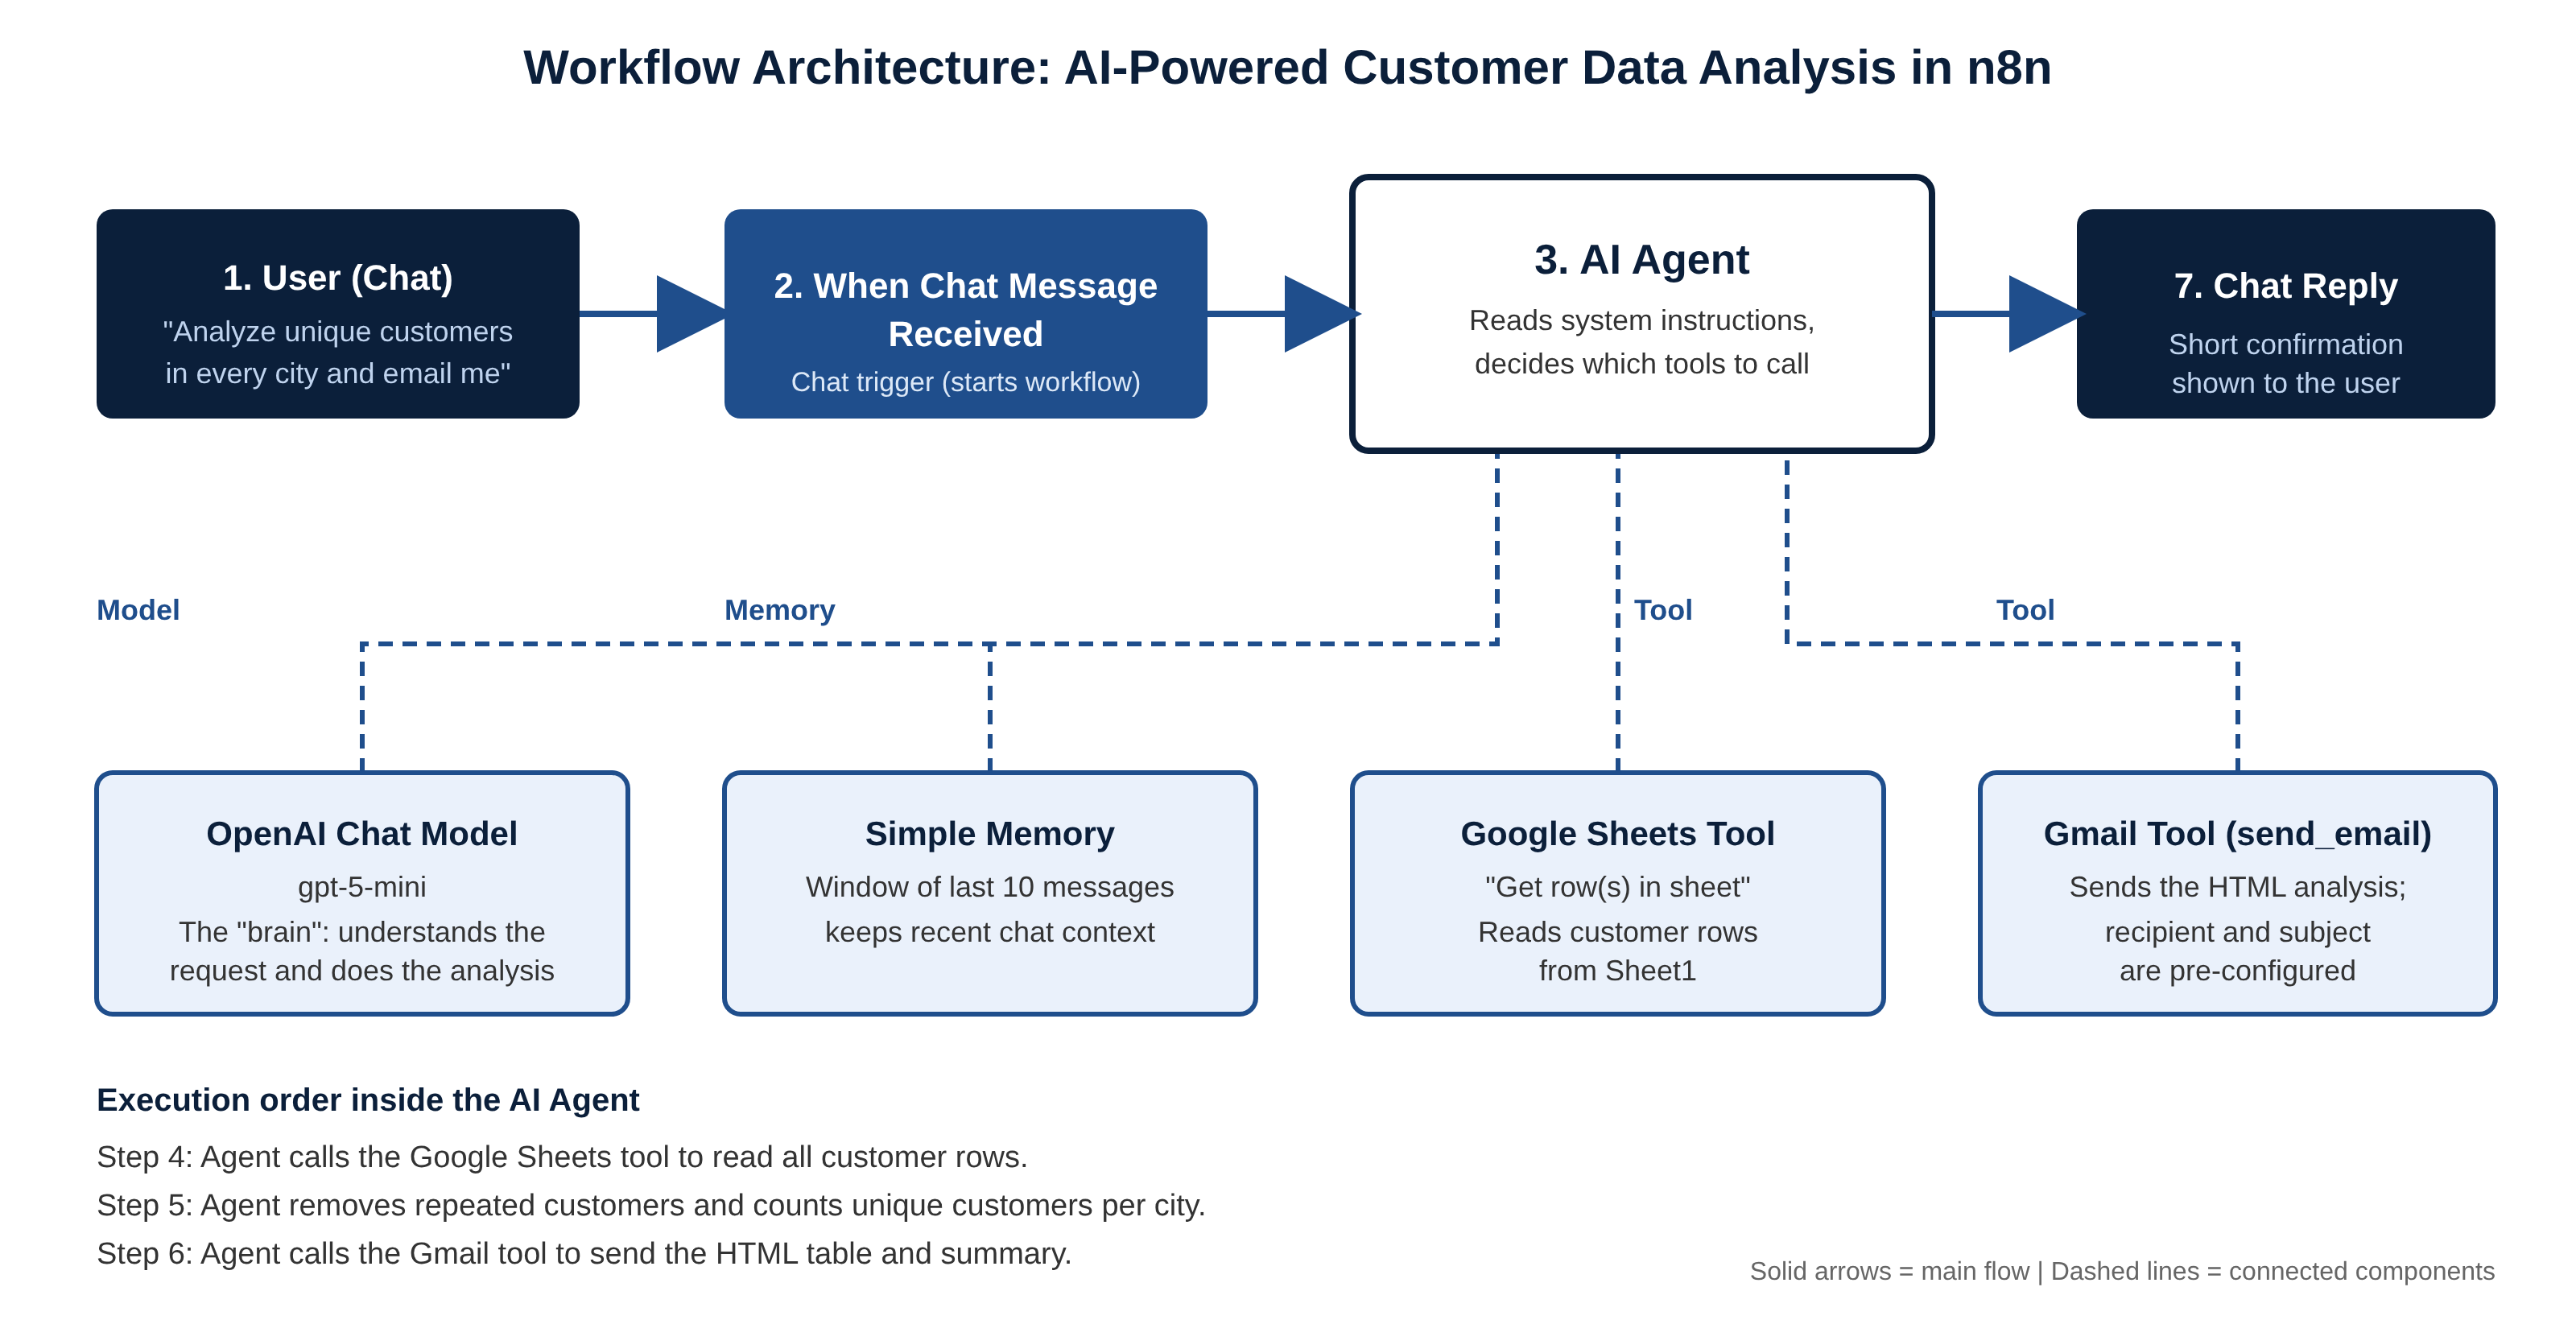 Workflow Architecture: AI-Powered Customer Data Analysis in n8n
1. User (Chat)
"Analyze unique customers
in every city and email me"
2. When Chat Message
Received
Chat trigger (starts workflow)
3. AI Agent
Reads system instructions,
decides which tools to call
7. Chat Reply
Short confirmation
shown to the user
Model
Memory
Tool
Tool
OpenAI Chat Model
gpt-5-mini
The "brain": understands the
request and does the analysis
Simple Memory
Window of last 10 messages
keeps recent chat context
Google Sheets Tool
"Get row(s) in sheet"
Reads customer rows
from Sheet1
Gmail Tool (send_email)
Sends the HTML analysis;
recipient and subject
are pre-configured
Execution order inside the AI Agent
Step 4: Agent calls the Google Sheets tool to read all customer rows.
Step 5: Agent removes repeated customers and counts unique customers per city.
Step 6: Agent calls the Gmail tool to send the HTML table and summary.
Solid arrows = main flow | Dashed lines = connected components